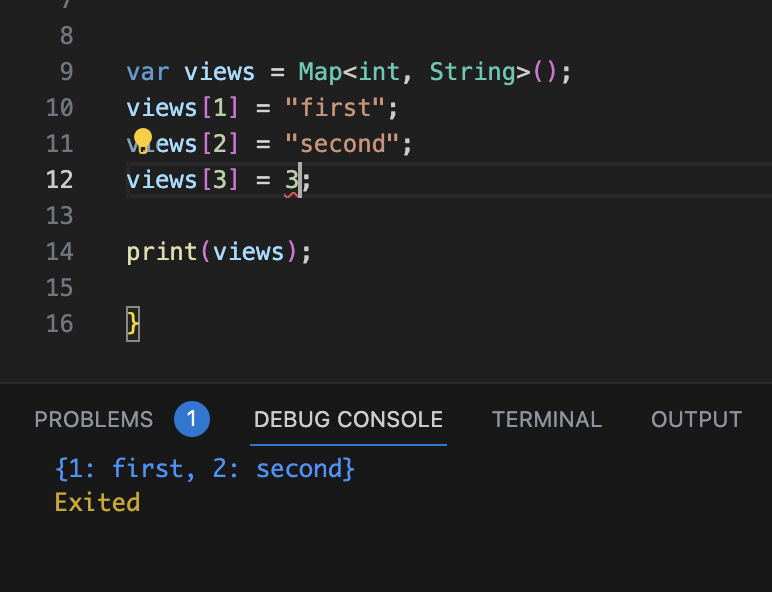 7
8
9 var views = Map<int, String>();
10 views[1] = "first";
11 views[2] = "second";
12 views[3] = 3;
13
14 print(views);
15
16 }
PROBLEMS 1 DEBUG CONSOLE TERMINAL OUTPUT
{1: first, 2: second}
Exited